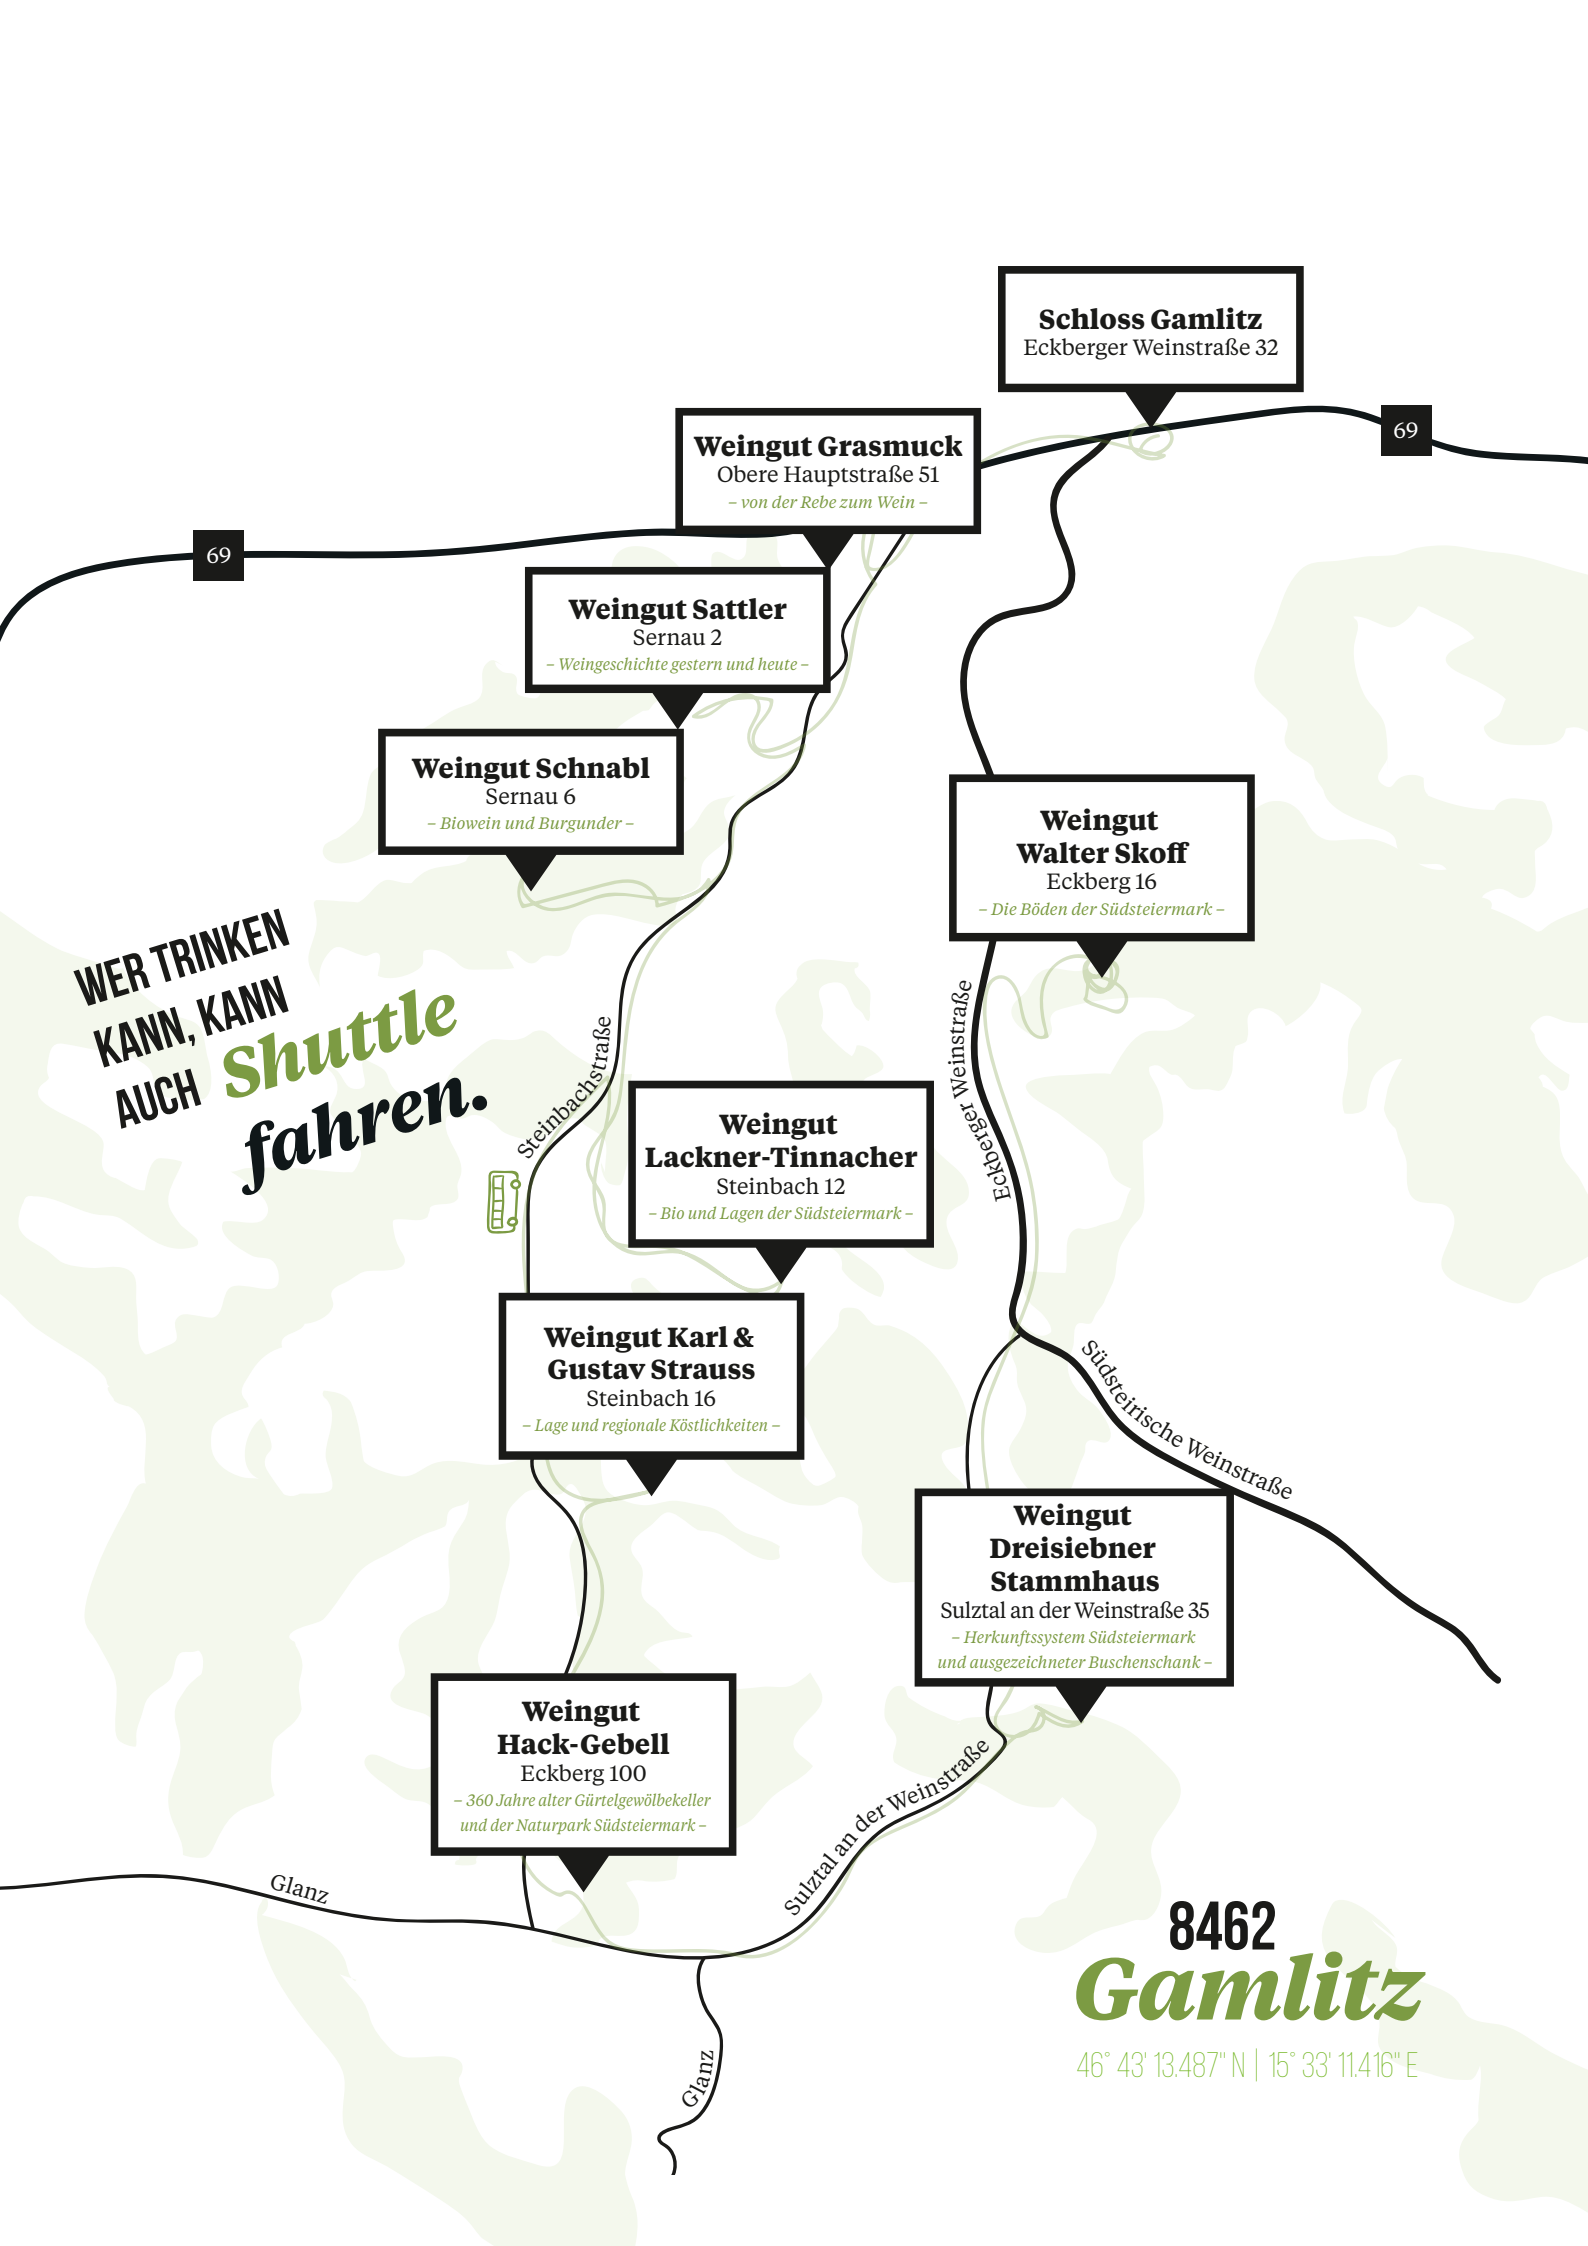 Schloss Gamlitz
Eckberger Weinstraße 32
69
Weingut Grasmuck
Obere Hauptstraße 51
– von der Rebe zum Wein –
69
Weingut Sattler
Sernau 2
– Weingeschichte gestern und heute –
Weingut Schnabl
Sernau 6
– Biowein und Burgunder –
Weingut
Walter Skoff
Eckberg 16
– Die Böden der Südsteiermark –
WER TRINKEN
KANN, KANN
AUCH Shuttle
fahren.
Steinbachstraße
Eckberger Weinstraße
Weingut
Lackner-Tinnacher
Steinbach 12
– Bio und Lagen der Südsteiermark –
Weingut Karl &
Gustav Strauss
Steinbach 16
– Lage und regionale Köstlichkeiten –
Südsteirische Weinstraße
Weingut
Dreisiebner
Stammhaus
Sulztal an der Weinstraße 35
– Herkunftssystem Südsteiermark
und ausgezeichneter Buschenschank –
Weingut
Hack-Gebell
Eckberg 100
– 360 Jahre alter Gürtelgewölbekeller
und der Naturpark Südsteiermark –
Sulztal an der Weinstraße
Glanz
Glanz
8462
Gamlitz
46° 43' 13.487" N | 15° 33' 11.416" E